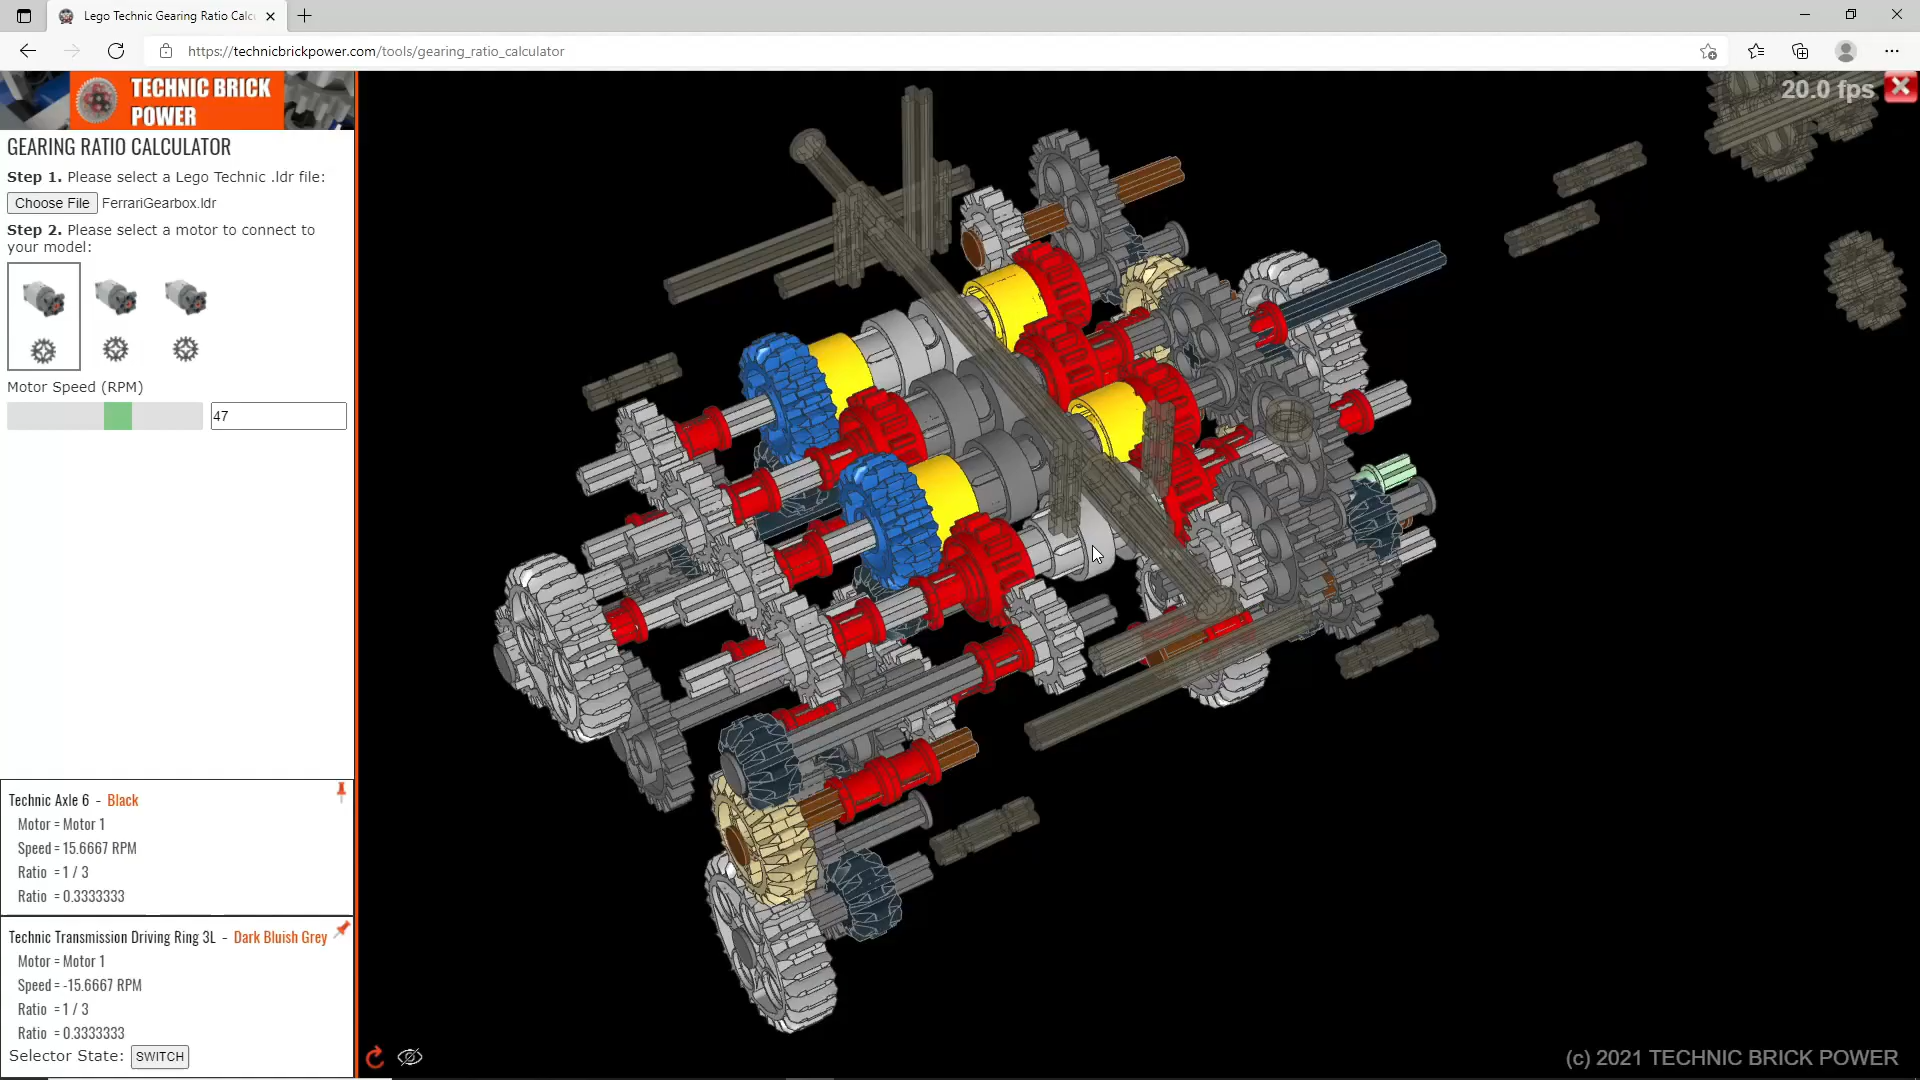 Lego Technic Gearing Ratio Calc
https://technicbrickpower.com/tools/gearing_ratio_calculator
TECHNIC BRICK
POWER
20.0 fps
GEARING RATIO CALCULATOR
Step 1. Please select a Lego Technic .ldr file:
Choose File FerrariGearbox.ldr
Step 2. Please select a motor to connect to
your model:
Motor Speed (RPM)
47
Technic Axle 6 - Black
Motor = Motor 1
Speed = 15.6667 RPM
Ratio = 1 / 3
Ratio = 0.3333333
Technic Transmission Driving Ring 3L - Dark Bluish Grey
Motor = Motor 1
Speed = -15.6667 RPM
Ratio = 1 / 3
Ratio = 0.3333333
Selector State: SWITCH
(c) 2021 TECHNIC BRICK POWER